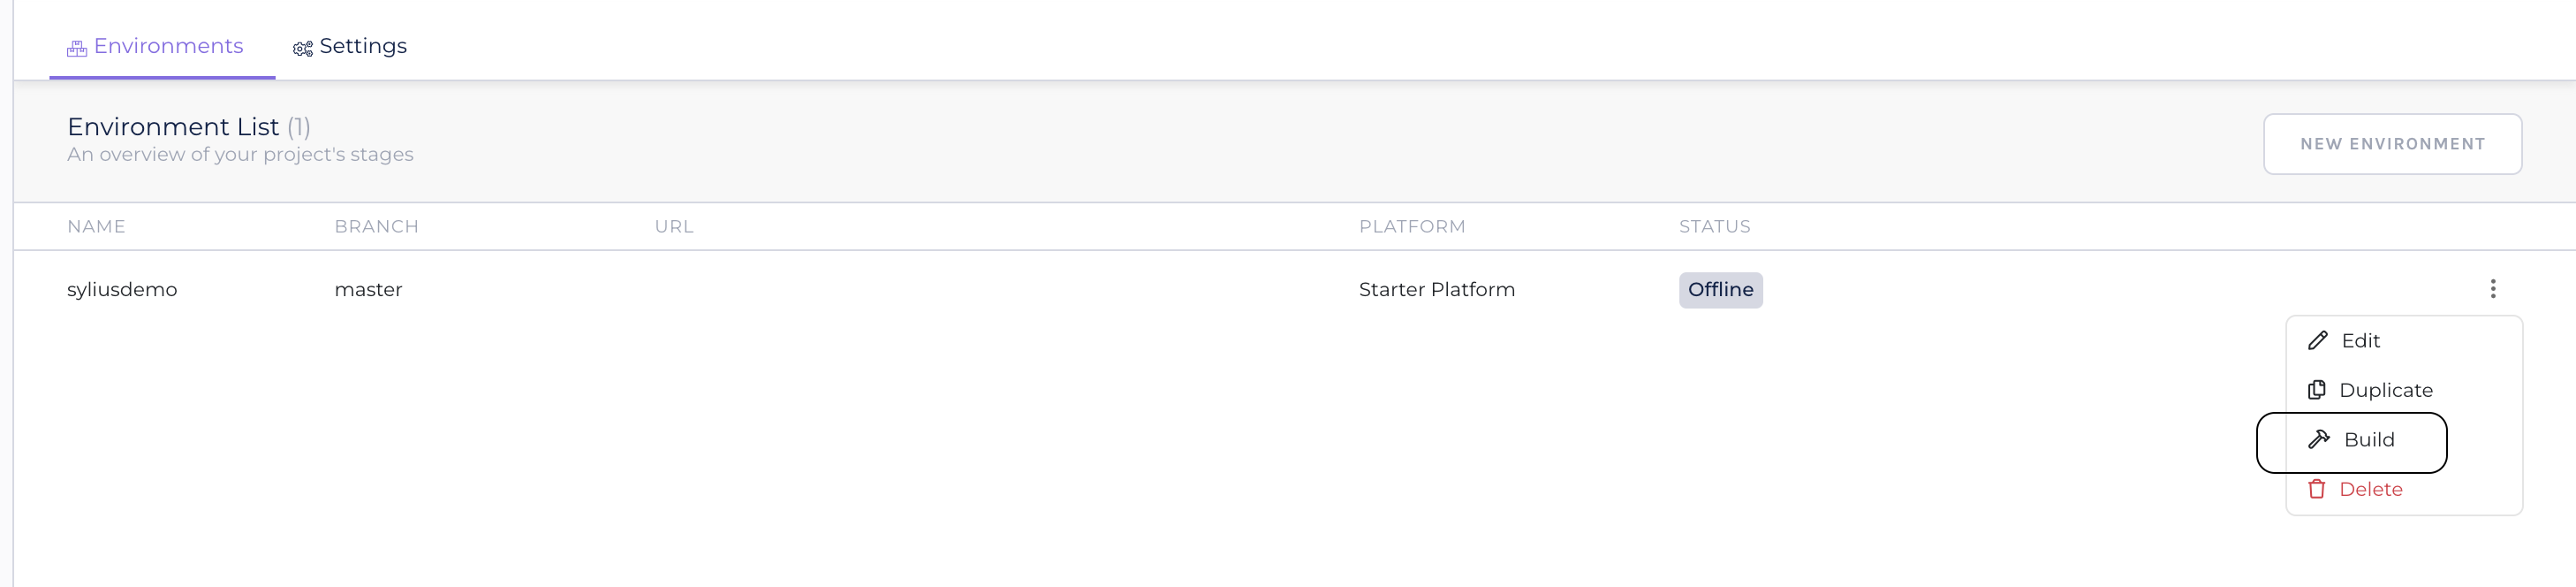 Environments Settings
Environment List (1)
An overview of your project's stages
NEW ENVIRONMENT
NAME BRANCH URL PLATFORM STATUS
syliusdemo master Starter Platform Offline
Edit
Duplicate
Build
Delete